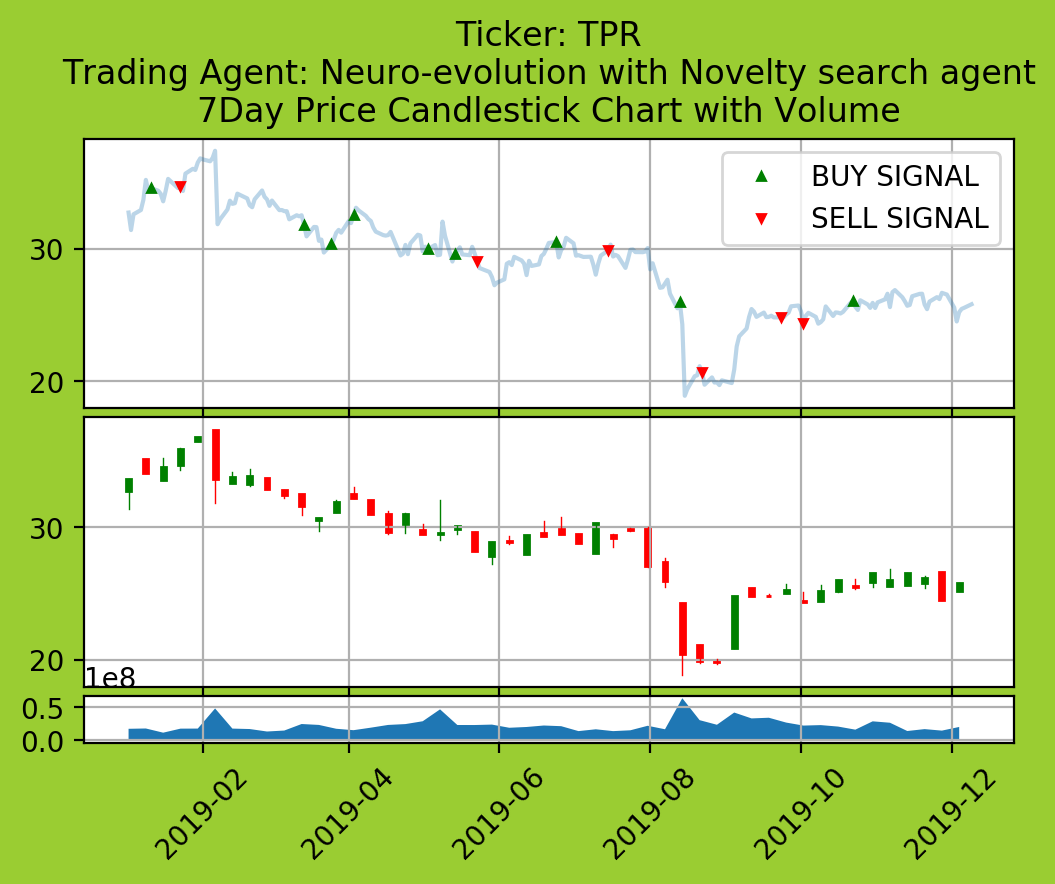 Ticker: TPR
Trading Agent: Neuro-evolution with Novelty search agent
7Day Price Candlestick Chart with Volume
BUY SIGNAL
SELL SIGNAL
30
20
30
20
1e8
0.5
0.0
2019-02
2019-04
2019-06
2019-08
2019-10
2019-12